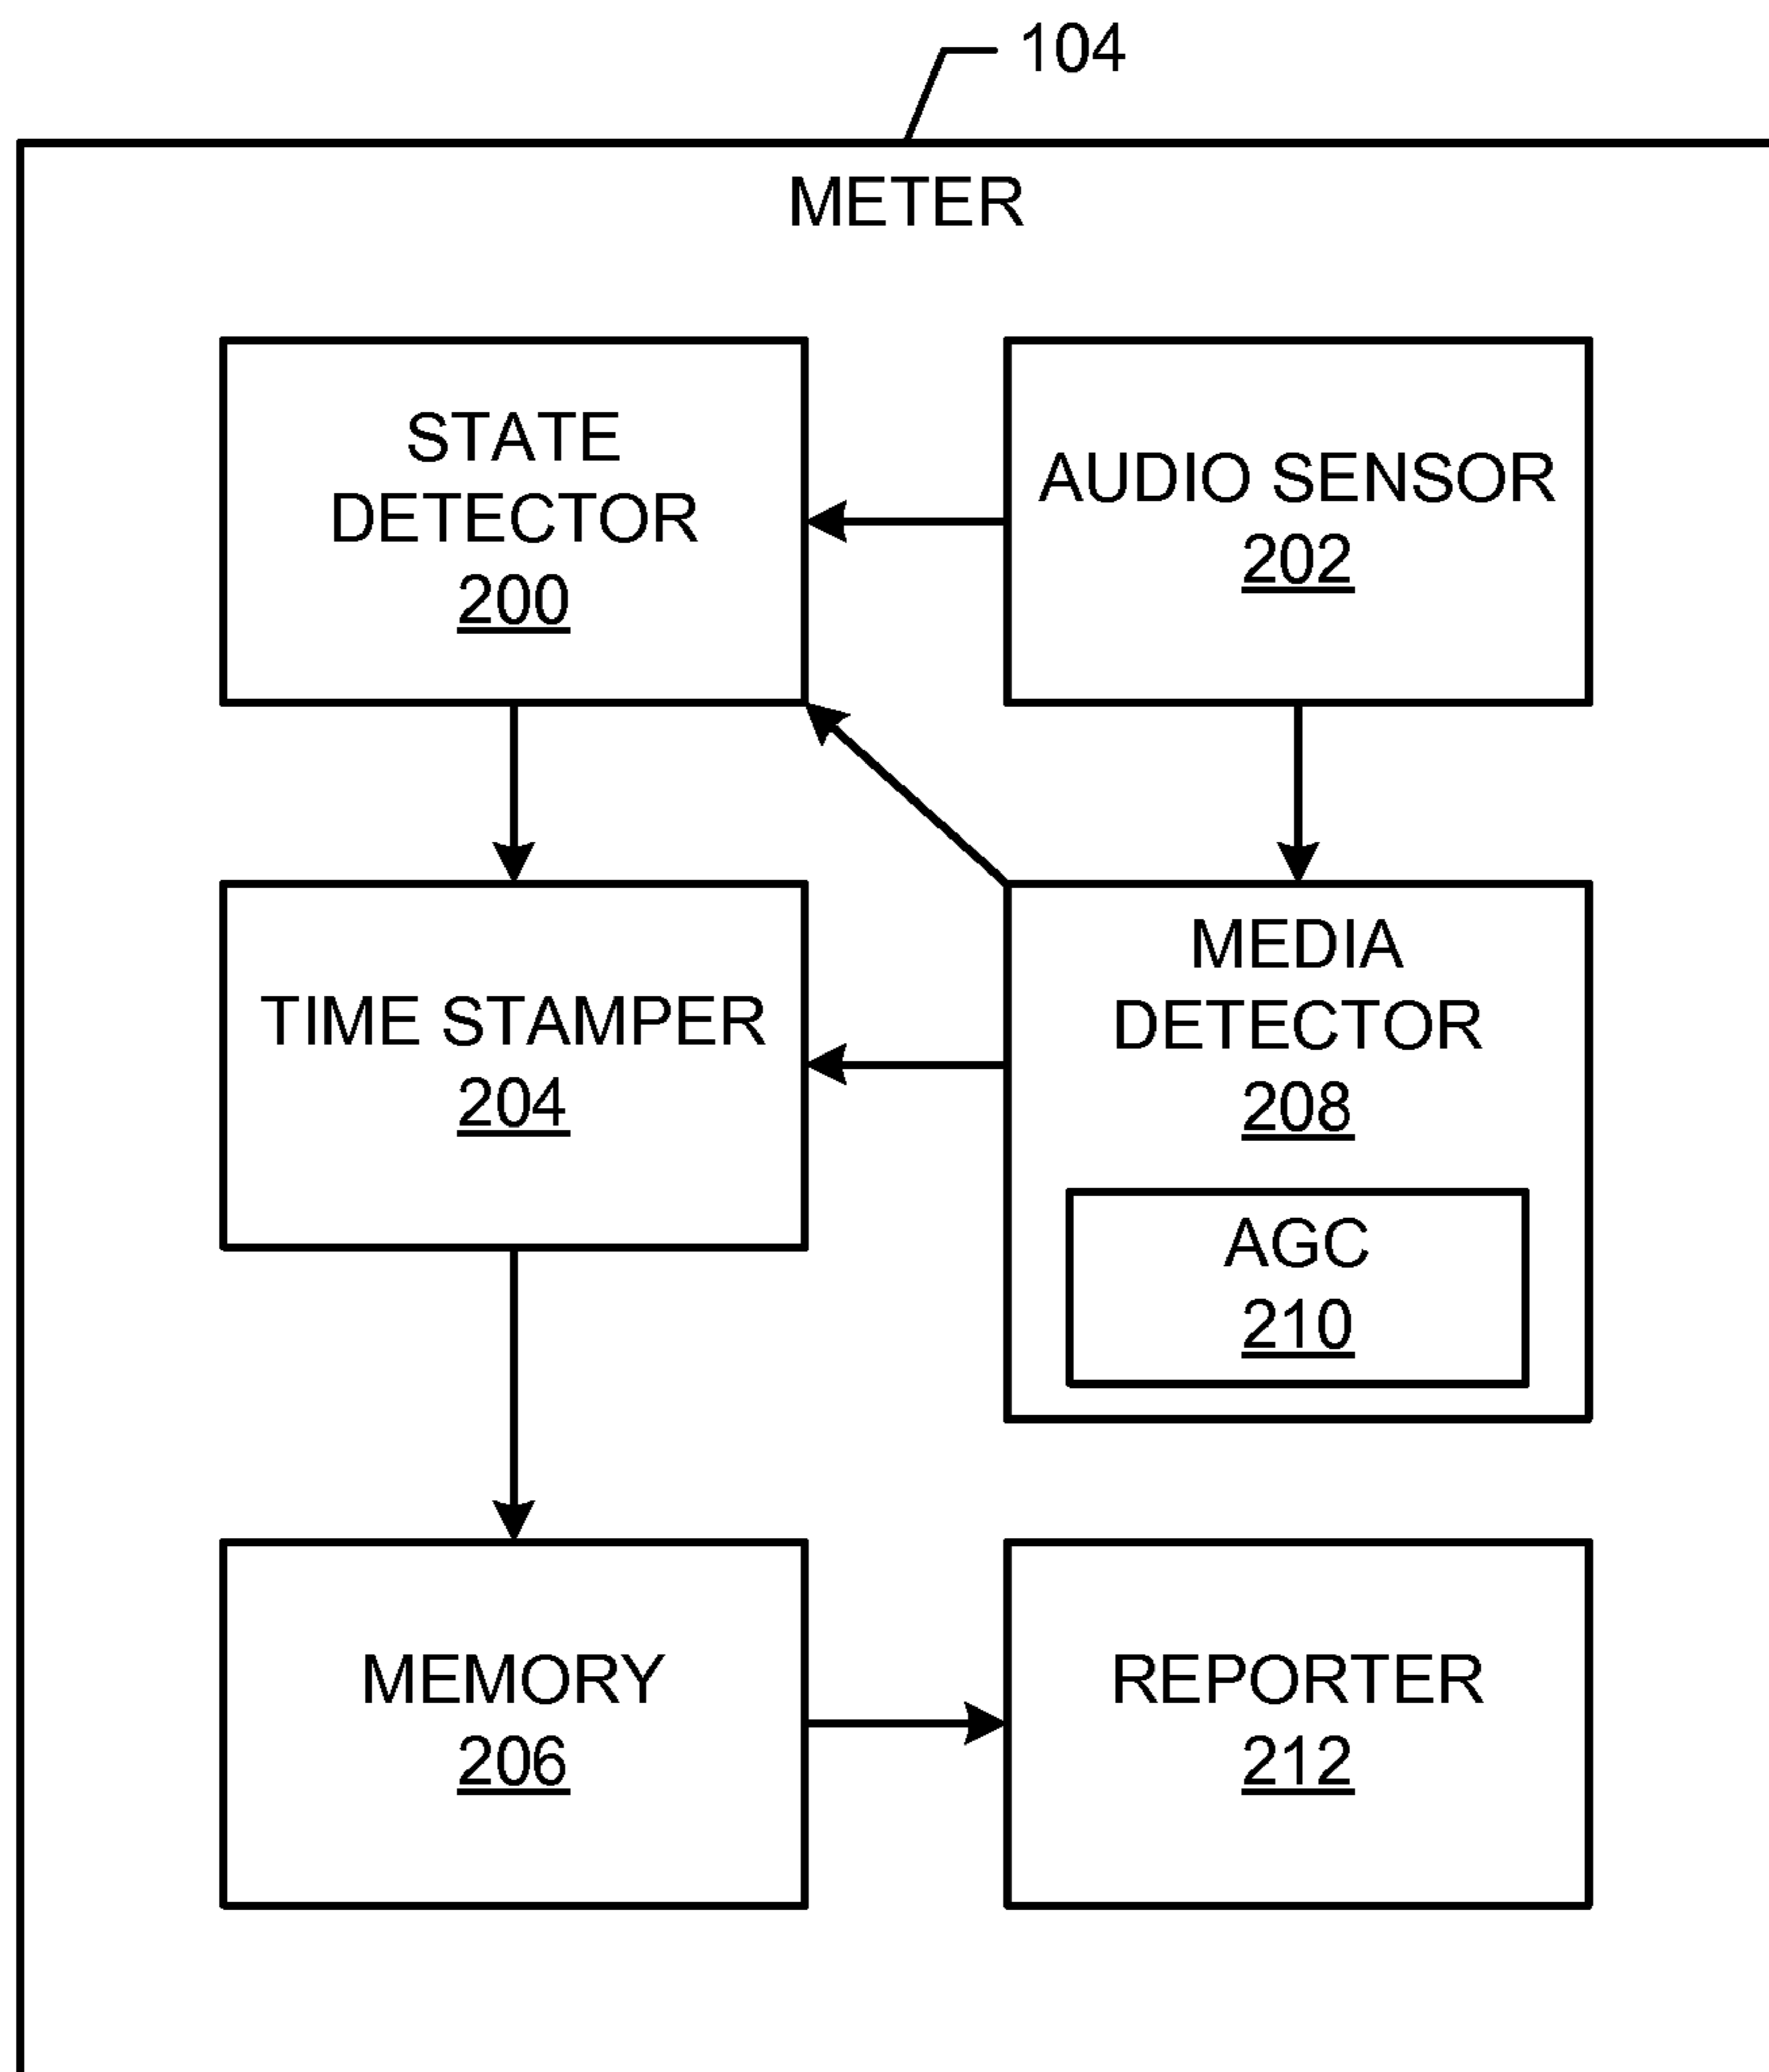 104
METER
STATE
DETECTOR
200
AUDIO SENSOR
202
TIME STAMPER
204
MEDIA
DETECTOR
208
AGC
210
MEMORY
206
REPORTER
212